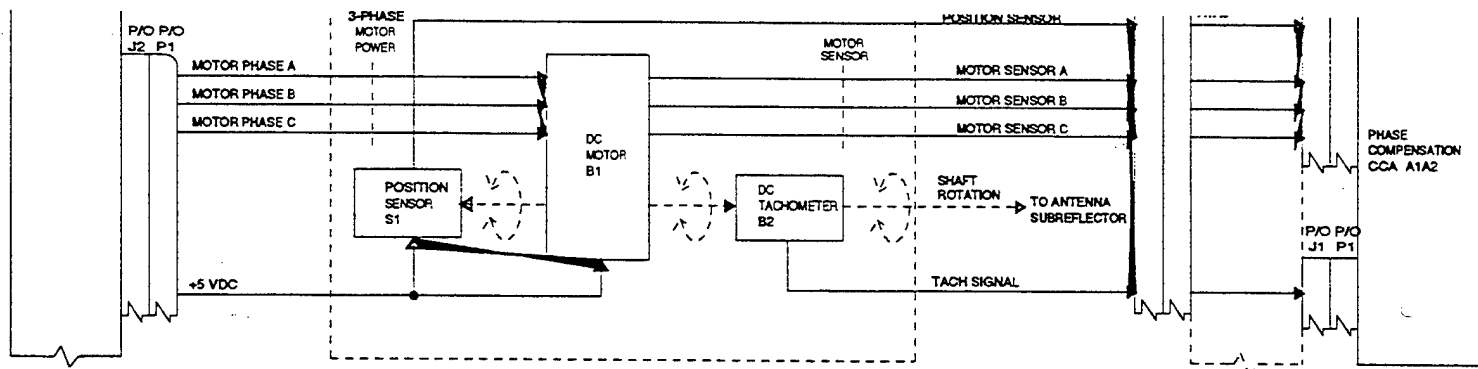 POSITION SENSOR
P/O P/O
J2 P1
3-PHASE
MOTOR
POWER
MOTOR
SENSOR
MOTOR PHASE A
MOTOR PHASE B
MOTOR PHASE C
MOTOR SENSOR A
MOTOR SENSOR B
MOTOR SENSOR C
DC
MOTOR
B1
PHASE
COMPENSATION
CCA A1A2
POSITION
SENSOR
S1
DC
TACHOMETER
B2
SHAFT
ROTATION
TO ANTENNA
SUBREFLECTOR
P/O P/O
J1 P1
+5 VDC
TACH SIGNAL